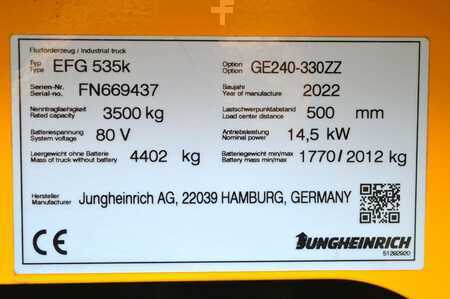 Flurförderzeug / Industrial truck
Typ
Type EFG 535k Option
Option GE240-330ZZ
Serien-Nr.
Serial-no. FN669437 Baujahr
Year of manufacture 2022
Nenntragfaehigkeit
Rated capacity 3500 kg Lastschwerpunktabstand
Load center distance 500 mm
Batteriespannung
System voltage 80 V Antriebsleistung
Nominal power 14,5 kW
Leergewicht ohne Batterie
Mass of truck without battery 4402 kg Batteriegewicht min/max
Battery mass min/max 1770/2012 kg
Hersteller
Manufacturer Jungheinrich AG, 22039 HAMBURG, GERMANY
CE JUNGHEINRICH
51292920